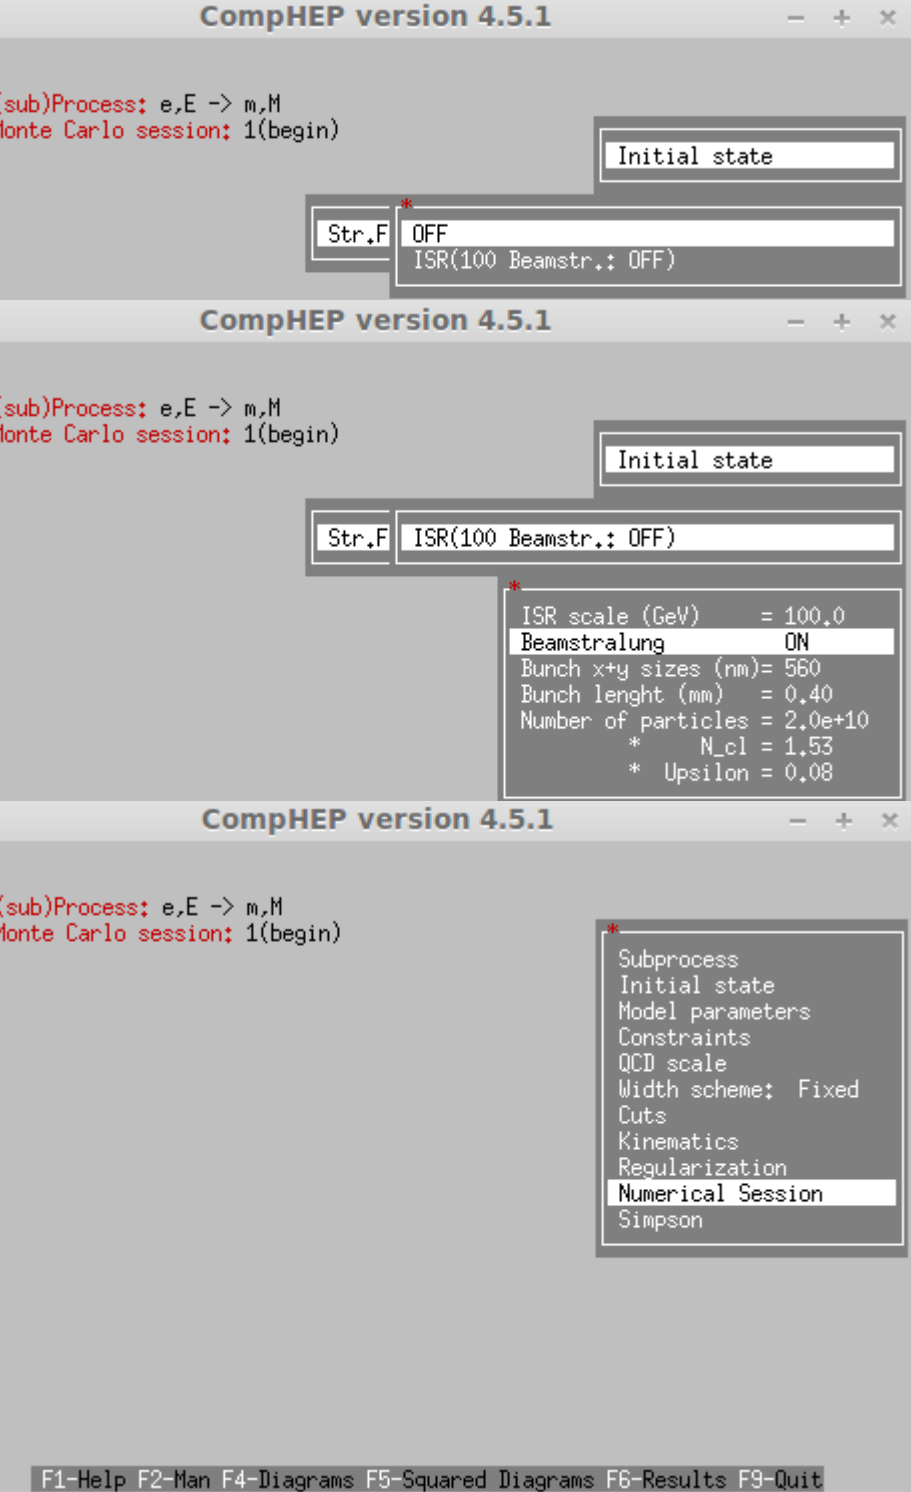 CompHEP version 4.5.1
(sub)Process: e,E -> m,M
Monte Carlo session: 1(begin)
Initial state
*
Str.F OFF
ISR(100 Beamstr.: OFF)
CompHEP version 4.5.1
(sub)Process: e,E -> m,M
Monte Carlo session: 1(begin)
Initial state
Str.F ISR(100 Beamstr.: OFF)
*
ISR scale (GeV) = 100.0
Beamstralung ON
Bunch x+y sizes (nm)= 560
Bunch lenght (mm) = 0.40
Number of particles = 2.0e+10
* N_cl = 1.53
* Upsilon = 0.08
CompHEP version 4.5.1
(sub)Process: e,E -> m,M
Monte Carlo session: 1(begin)
*
Subprocess
Initial state
Model parameters
Constraints
QCD scale
Width scheme: Fixed
Cuts
Kinematics
Regularization
Numerical Session
Simpson
F1-Help F2-Man F4-Diagrams F5-Squared Diagrams F6-Results F9-Quit